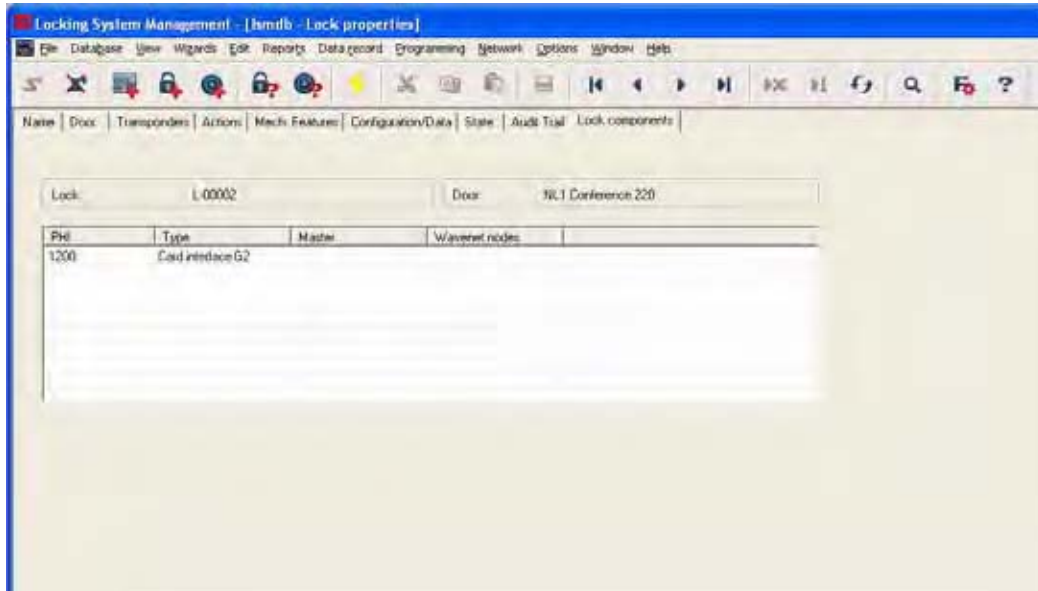 Locking System Management - [lsmdb - Lock properties]
File Database View Wizards Edit Reports Data record Programming Network Options Window Help
Name Door Transponders Actions Mech. Features Configuration/Data State Audit Trail Lock components
Lock: L-00002 Door: NL1 Conference 220
PHI Type Master Wavenet nodes
1200 Card interface G2